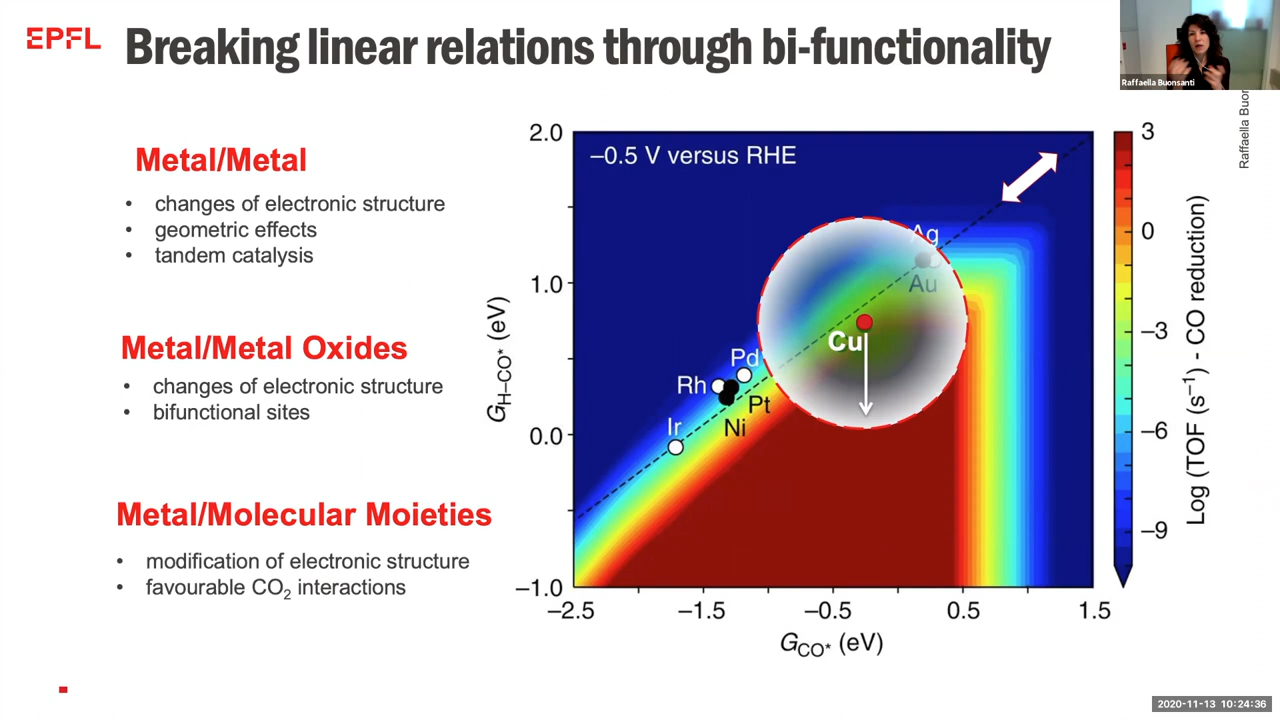 EPFL
Breaking linear relations through bi-functionality
Raffaella Buonsanti
Raffaella Buon
Metal/Metal
• changes of electronic structure
• geometric effects
• tandem catalysis
Metal/Metal Oxides
• changes of electronic structure
• bifunctional sites
Metal/Molecular Moieties
• modification of electronic structure
• favourable CO2 interactions
–0.5 V versus RHE
2.0
1.0
0.0
–1.0
GH–CO* (eV)
Ag
Au
Cu
Pd
Rh
Pt
Ni
Ir
–2.5
–1.5
–0.5
0.5
1.5
GCO* (eV)
3
0
–3
–6
–9
Log (TOF (s–1) - CO reduction)
2020-11-13 10:24:36